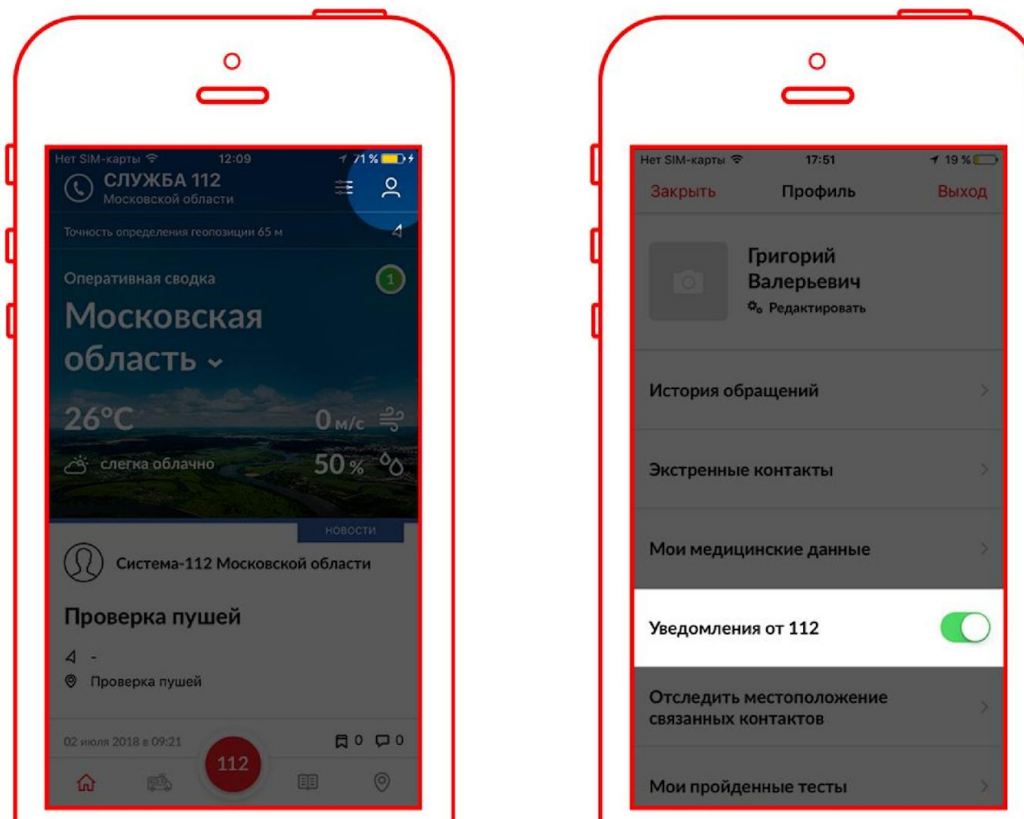 Нет SIM-карты 12:09 71 %
СЛУЖБА 112
Московской области
Точность определения геопозиции 65 м
Оперативная сводка 1
Московская
область
26°C 0 м/с
слегка облачно 50 %
НОВОСТИ
Система-112 Московской области
Проверка пушей
-
Проверка пушей
02 июля 2018 в 09:21 0 0
112
Нет SIM-карты 17:51 19 %
Закрыть Профиль Выход
Григорий
Валерьевич
Редактировать
История обращений
Экстренные контакты
Мои медицинские данные
Уведомления от 112
Отследить местоположение
связанных контактов
Мои пройденные тесты